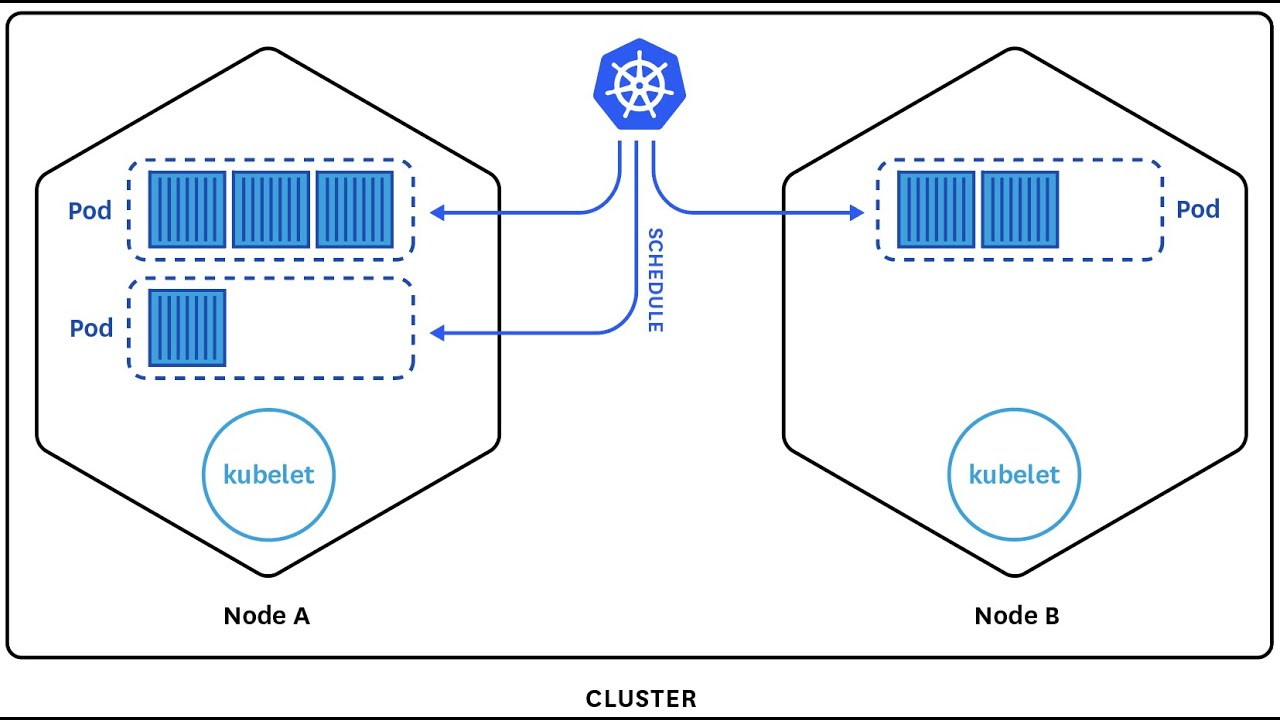 Pod
Pod
SCHEDULE
Pod
kubelet
kubelet
Node A
Node B
CLUSTER